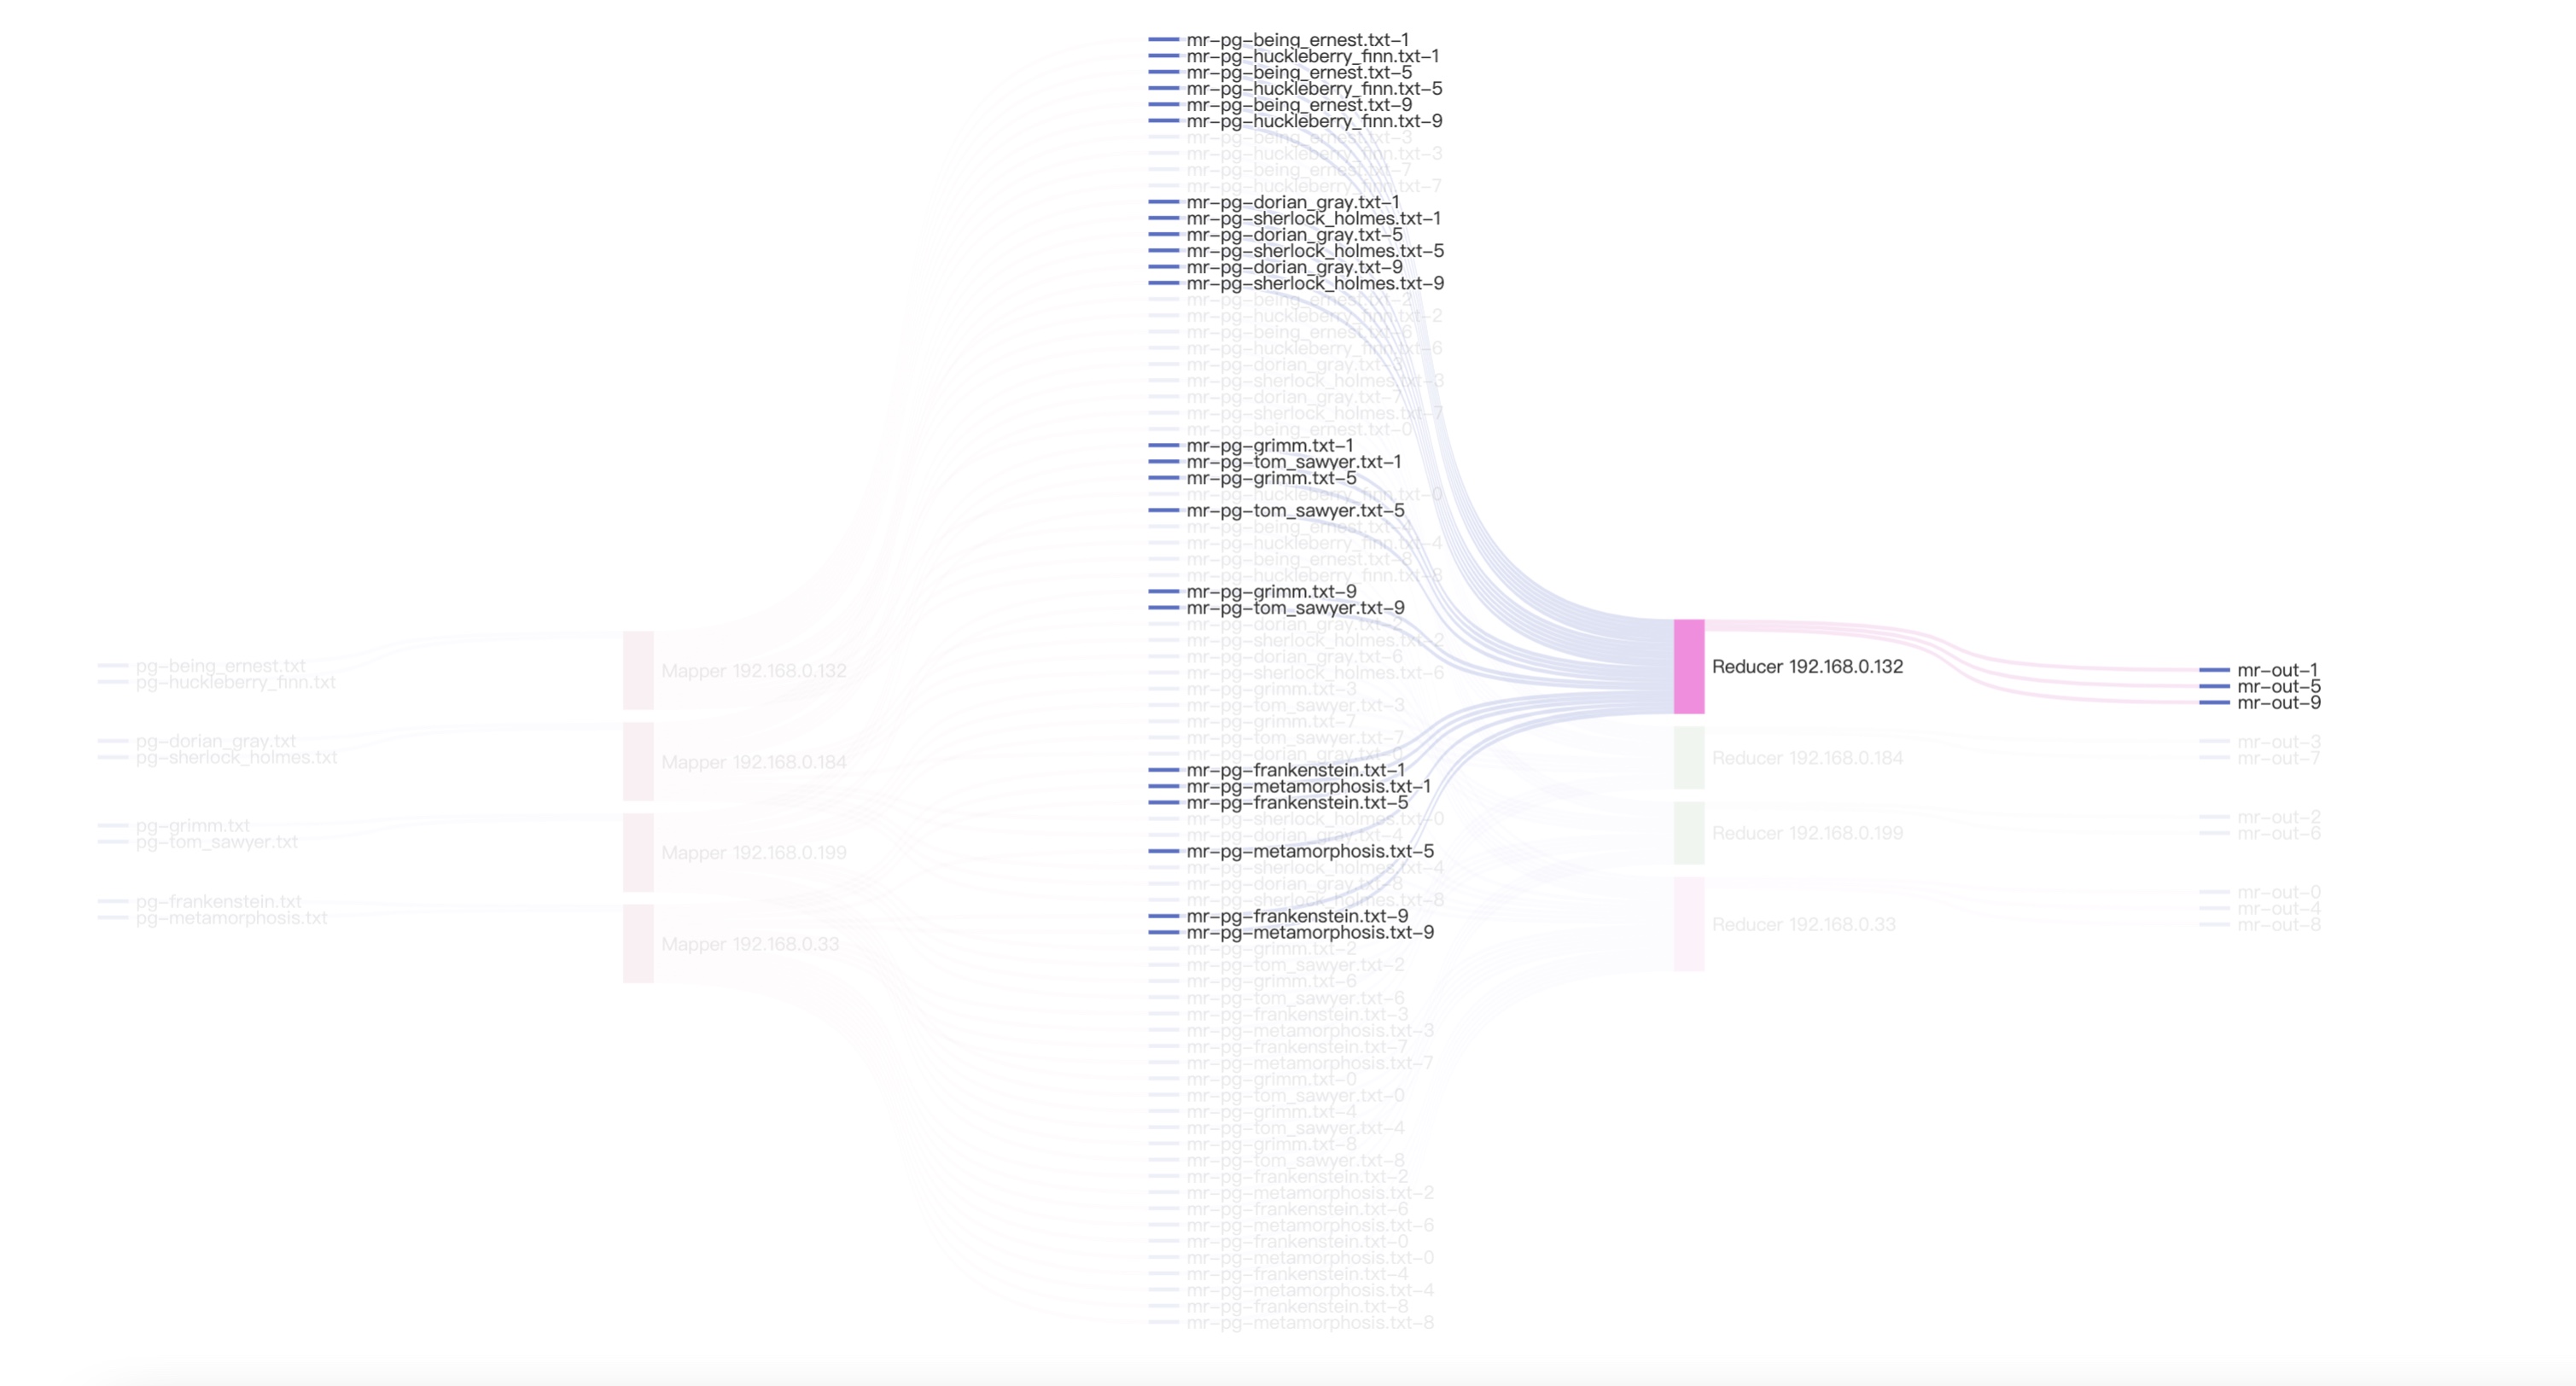 pg-being_ernest.txt
pg-huckleberry_finn.txt
pg-dorian_gray.txt
pg-sherlock_holmes.txt
pg-grimm.txt
pg-tom_sawyer.txt
pg-frankenstein.txt
pg-metamorphosis.txt
Mapper 192.168.0.132
Mapper 192.168.0.184
Mapper 192.168.0.199
Mapper 192.168.0.33
mr-pg-being_ernest.txt-1
mr-pg-huckleberry_finn.txt-1
mr-pg-being_ernest.txt-5
mr-pg-huckleberry_finn.txt-5
mr-pg-being_ernest.txt-9
mr-pg-huckleberry_finn.txt-9
mr-pg-being_ernest.txt-3
mr-pg-huckleberry_finn.txt-3
mr-pg-being_ernest.txt-7
mr-pg-huckleberry_finn.txt-7
mr-pg-dorian_gray.txt-1
mr-pg-sherlock_holmes.txt-1
mr-pg-dorian_gray.txt-5
mr-pg-sherlock_holmes.txt-5
mr-pg-dorian_gray.txt-9
mr-pg-sherlock_holmes.txt-9
mr-pg-being_ernest.txt-2
mr-pg-huckleberry_finn.txt-2
mr-pg-being_ernest.txt-6
mr-pg-huckleberry_finn.txt-6
mr-pg-dorian_gray.txt-3
mr-pg-sherlock_holmes.txt-3
mr-pg-dorian_gray.txt-7
mr-pg-sherlock_holmes.txt-7
mr-pg-being_ernest.txt-0
mr-pg-grimm.txt-1
mr-pg-tom_sawyer.txt-1
mr-pg-grimm.txt-5
mr-pg-huckleberry_finn.txt-0
mr-pg-tom_sawyer.txt-5
mr-pg-being_ernest.txt-4
mr-pg-huckleberry_finn.txt-4
mr-pg-being_ernest.txt-8
mr-pg-huckleberry_finn.txt-8
mr-pg-grimm.txt-9
mr-pg-tom_sawyer.txt-9
mr-pg-dorian_gray.txt-2
mr-pg-sherlock_holmes.txt-2
mr-pg-dorian_gray.txt-6
mr-pg-sherlock_holmes.txt-6
mr-pg-grimm.txt-3
mr-pg-tom_sawyer.txt-3
mr-pg-grimm.txt-7
mr-pg-tom_sawyer.txt-7
mr-pg-dorian_gray.txt-0
mr-pg-frankenstein.txt-1
mr-pg-metamorphosis.txt-1
mr-pg-frankenstein.txt-5
mr-pg-sherlock_holmes.txt-0
mr-pg-dorian_gray.txt-4
mr-pg-metamorphosis.txt-5
mr-pg-sherlock_holmes.txt-4
mr-pg-dorian_gray.txt-8
mr-pg-sherlock_holmes.txt-8
mr-pg-frankenstein.txt-9
mr-pg-metamorphosis.txt-9
mr-pg-grimm.txt-2
mr-pg-tom_sawyer.txt-2
mr-pg-grimm.txt-6
mr-pg-tom_sawyer.txt-6
mr-pg-frankenstein.txt-3
mr-pg-metamorphosis.txt-3
mr-pg-frankenstein.txt-7
mr-pg-metamorphosis.txt-7
mr-pg-grimm.txt-0
mr-pg-tom_sawyer.txt-0
mr-pg-grimm.txt-4
mr-pg-tom_sawyer.txt-4
mr-pg-grimm.txt-8
mr-pg-tom_sawyer.txt-8
mr-pg-frankenstein.txt-2
mr-pg-metamorphosis.txt-2
mr-pg-frankenstein.txt-6
mr-pg-metamorphosis.txt-6
mr-pg-frankenstein.txt-0
mr-pg-metamorphosis.txt-0
mr-pg-frankenstein.txt-4
mr-pg-metamorphosis.txt-4
mr-pg-frankenstein.txt-8
mr-pg-metamorphosis.txt-8
Reducer 192.168.0.132
Reducer 192.168.0.184
Reducer 192.168.0.199
Reducer 192.168.0.33
mr-out-1
mr-out-5
mr-out-9
mr-out-3
mr-out-7
mr-out-2
mr-out-6
mr-out-0
mr-out-4
mr-out-8